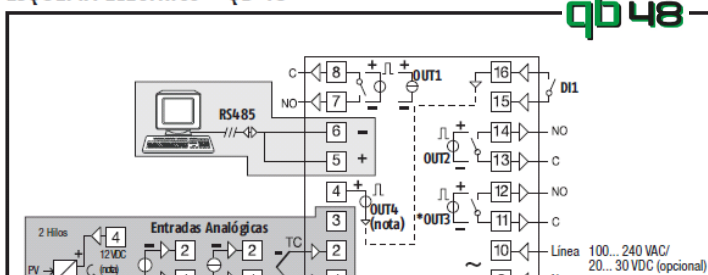 qb48
C
8
OUT1
16
DI1
NO
7
15
RS485
6
14
NO
5
OUT2
13
C
4
OUT4
(nota)
12
NO
3
*OUT3
11
C
2 Hilos
4
Entradas Analógicas
12VDC
(nota)
PV
2
2
TC
2
10
Línea
100... 240 VAC/
20... 30 VDC (opcional)